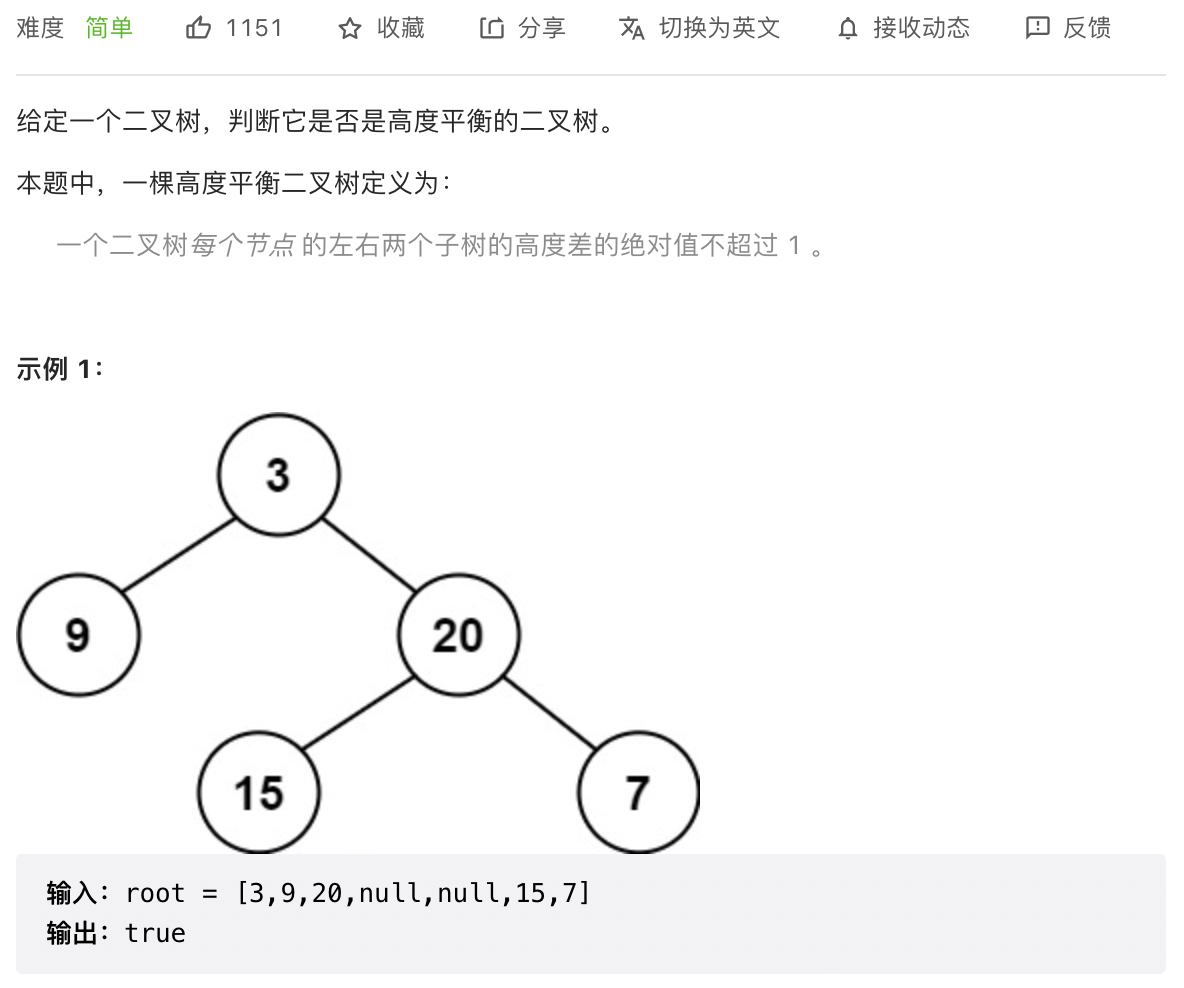 难度 简单 1151 收藏 分享 切换为英文 接收动态 反馈
给定一个二叉树，判断它是否是高度平衡的二叉树。
本题中，一棵高度平衡二叉树定义为：
一个二叉树每个节点 的左右两个子树的高度差的绝对值不超过 1 。
示例 1：
3
9 20
15 7
输入：root = [3,9,20,null,null,15,7]
输出：true